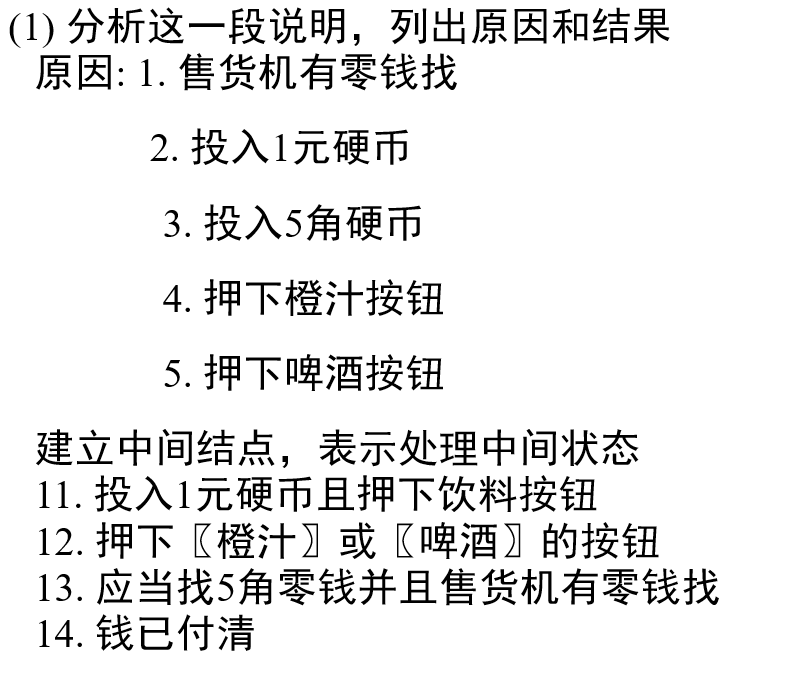 (1) 分析这一段说明，列出原因和结果
原因: 1. 售货机有零钱找
2. 投入1元硬币
3. 投入5角硬币
4. 押下橙汁按钮
5. 押下啤酒按钮
建立中间结点，表示处理中间状态
11. 投入1元硬币且押下饮料按钮
12. 押下〖橙汁〗或〖啤酒〗的按钮
13. 应当找5角零钱并且售货机有零钱找
14. 钱已付清